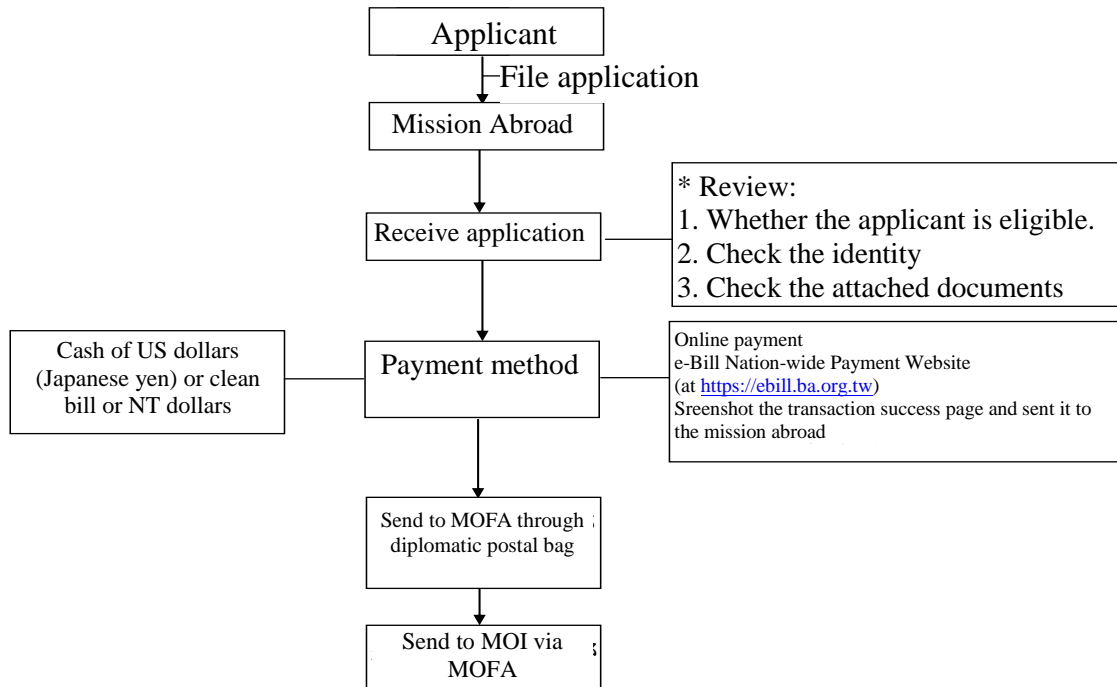 Applicant
File application
Mission Abroad
Receive application
* Review:
1. Whether the applicant is eligible.
2. Check the identity
3. Check the attached documents
Cash of US dollars
(Japanese yen) or clean
bill or NT dollars
Payment method
Online payment
e-Bill Nation-wide Payment Website
(at https://ebill.ba.org.tw)
Sreenshot the transaction success page and sent it to
the mission abroad
Send to MOFA through
diplomatic postal bag
Send to MOI via
MOFA